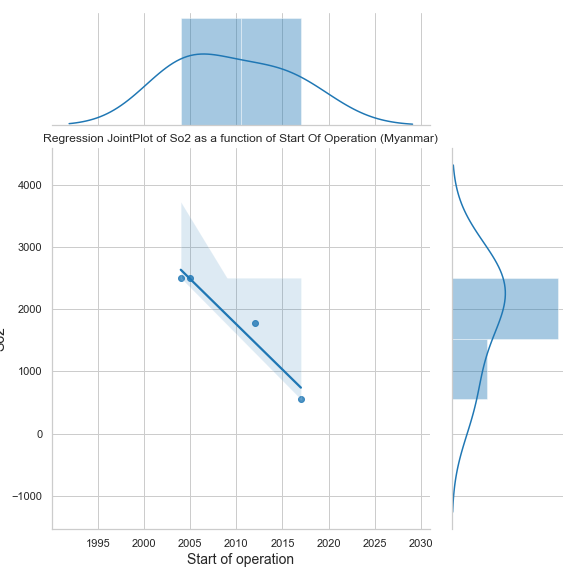 Regression JointPlot of So2 as a function of Start Of Operation (Myanmar)
4000
3000
2000
1000
0
−1000
So2
1995 2000 2005 2010 2015 2020 2025 2030
Start of operation